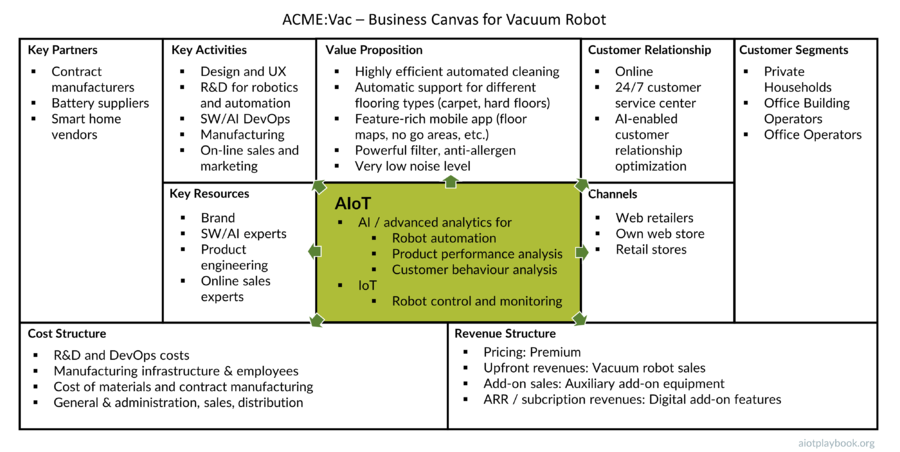 ACME:Vac – Business Canvas for Vacuum Robot
Key Partners
▪ Contract
manufacturers
▪ Battery suppliers
▪ Smart home
vendors
Key Activities
▪ Design and UX
▪ R&D for robotics
and automation
▪ SW/AI DevOps
▪ Manufacturing
▪ On-line sales and
marketing
Key Resources
▪ Brand
▪ SW/AI experts
▪ Product
engineering
▪ Online sales
experts
Value Proposition
▪ Highly efficient automated cleaning
▪ Automatic support for different
flooring types (carpet, hard floors)
▪ Feature-rich mobile app (floor
maps, no go areas, etc.)
▪ Powerful filter, anti-allergen
▪ Very low noise level
AIoT
▪ AI / advanced analytics for
▪ Robot automation
▪ Product performance analysis
▪ Customer behaviour analysis
▪ IoT
▪ Robot control and monitoring
Customer Relationship
▪ Online
▪ 24/7 customer
service center
▪ AI-enabled
customer
relationship
optimization
Channels
▪ Web retailers
▪ Own web store
▪ Retail stores
Customer Segments
▪ Private
Households
▪ Office Building
Operators
▪ Office Operators
Cost Structure
▪ R&D and DevOps costs
▪ Manufacturing infrastructure & employees
▪ Cost of materials and contract manufacturing
▪ General & administration, sales, distribution
Revenue Structure
▪ Pricing: Premium
▪ Upfront revenues: Vacuum robot sales
▪ Add-on sales: Auxiliary add-on equipment
▪ ARR / subcription revenues: Digital add-on features
aiotplaybook.org